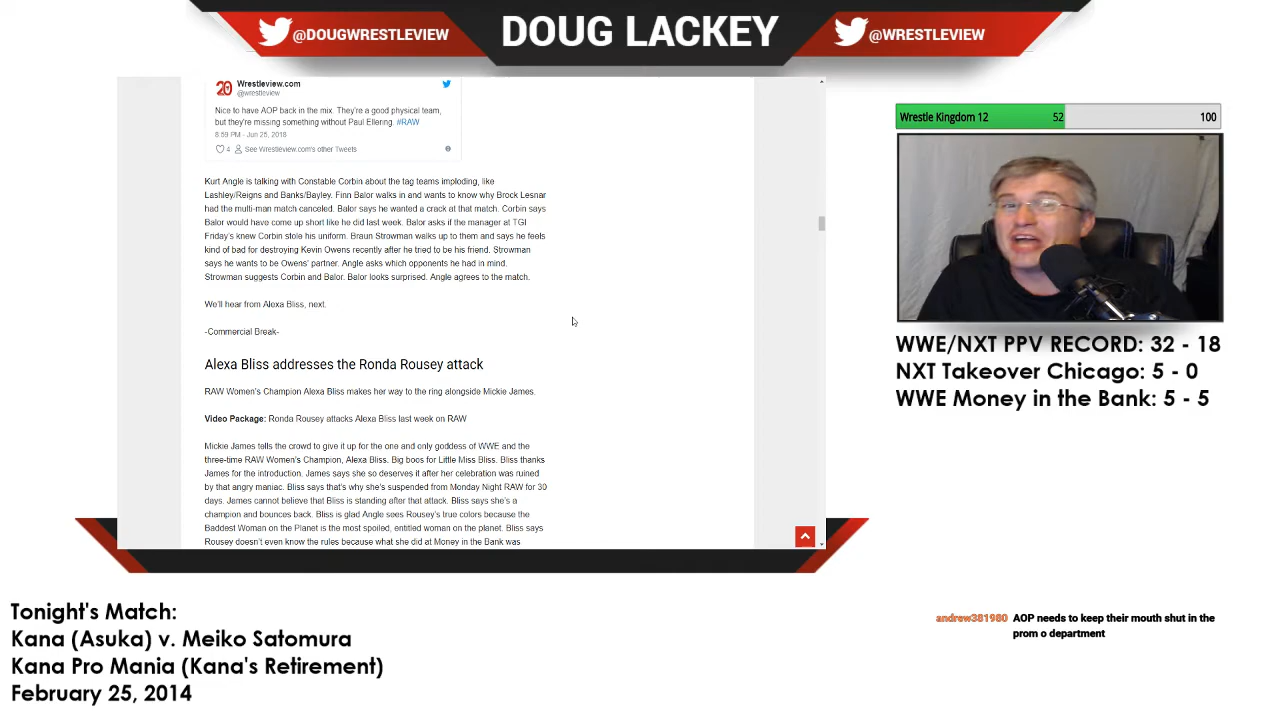 @DOUGWRESTLEVIEW
DOUG LACKEY
@WRESTLEVIEW
20
Wrestleview.com
@wrestleview
Nice to have AOP back in the mix. They're a good physical team,
but they're missing something without Paul Ellering. #RAW
8:59 PM - Jun 25, 2018
4 See Wrestleview.com's other Tweets
Kurt Angle is talking with Constable Corbin about the tag teams imploding, like
Lashley/Reigns and Banks/Bayley. Finn Balor walks in and wants to know why Brock Lesnar
had the multi-man match canceled. Balor says he wanted a crack at that match. Corbin says
Balor would have come up short like he did last week. Balor asks if the manager at TGI
Friday's knew Corbin stole his uniform. Braun Strowman walks up to them and says he feels
kind of bad for destroying Kevin Owens recently after he tried to be his friend. Strowman
says he wants to be Owens' partner. Angle asks which opponents he had in mind.
Strowman suggests Corbin and Balor. Balor looks surprised. Angle agrees to the match.
We'll hear from Alexa Bliss, next.
-Commercial Break-
Alexa Bliss addresses the Ronda Rousey attack
RAW Women's Champion Alexa Bliss makes her way to the ring alongside Mickie James.
Video Package: Ronda Rousey attacks Alexa Bliss last week on RAW
Mickie James tells the crowd to give it up for the one and only goddess of WWE and the
three-time RAW Women's Champion, Alexa Bliss. Big boos for Little Miss Bliss. Bliss thanks
James for the introduction. James says she so deserves it after her celebration was ruined
by that angry maniac. Bliss says that's why she's suspended from Monday Night RAW for 30
days. James cannot believe that Bliss is standing after that attack. Bliss says she's a
champion and bounces back. Bliss is glad Angle sees Rousey's true colors because the
Baddest Woman on the Planet is the most spoiled, entitled woman on the planet. Bliss says
Rousey doesn't even know the rules because what she did at Money in the Bank was
Wrestle Kingdom 12 52 100
WWE/NXT PPV RECORD: 32 - 18
NXT Takeover Chicago: 5 - 0
WWE Money in the Bank: 5 - 5
Tonight's Match:
Kana (Asuka) v. Meiko Satomura
Kana Pro Mania (Kana's Retirement)
February 25, 2014
andrew381980 AOP needs to keep their mouth shut in the
prom o department